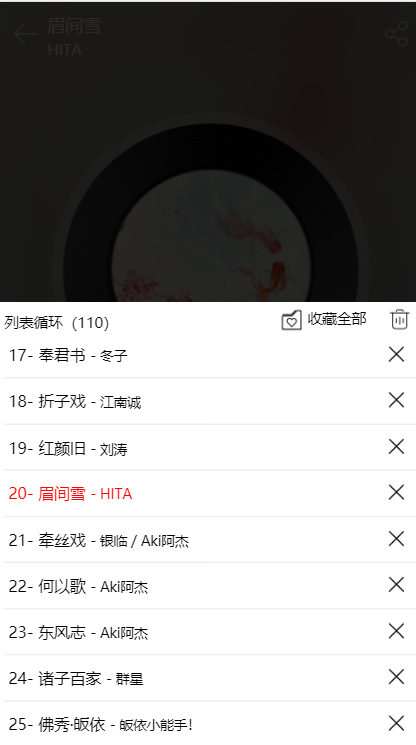 眉间雪
HITA
列表循环（110） 收藏全部
17- 奉君书 - 冬子
18- 折子戏 - 江南诚
19- 红颜旧 - 刘涛
20- 眉间雪 - HITA
21- 牵丝戏 - 银临 / Aki阿杰
22- 何以歌 - Aki阿杰
23- 东风志 - Aki阿杰
24- 诸子百家 - 群星
25- 佛秀·皈依 - 皈依小能手！